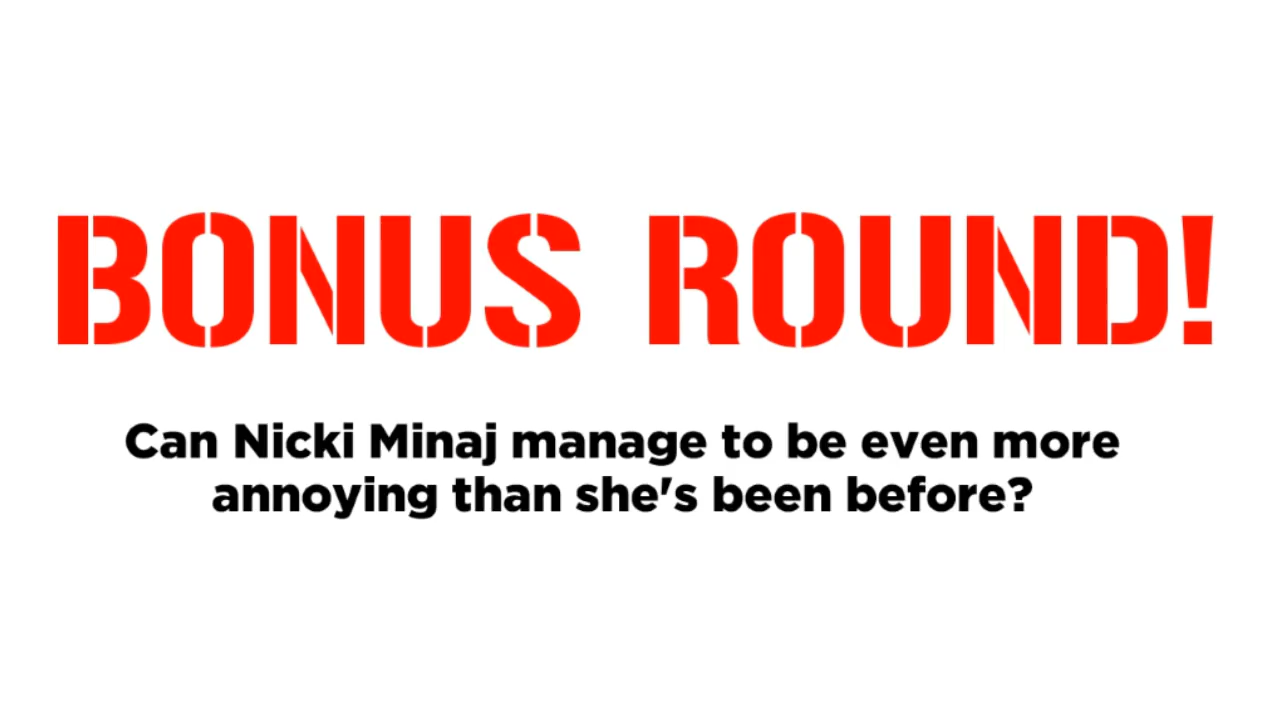 BONUS ROUND!
Can Nicki Minaj manage to be even more
annoying than she's been before?